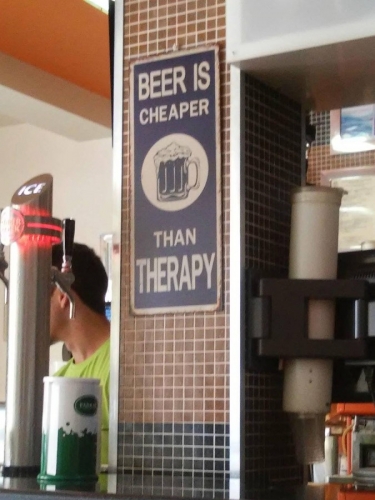 BEER IS
CHEAPER
THAN
THERAPY
ICE